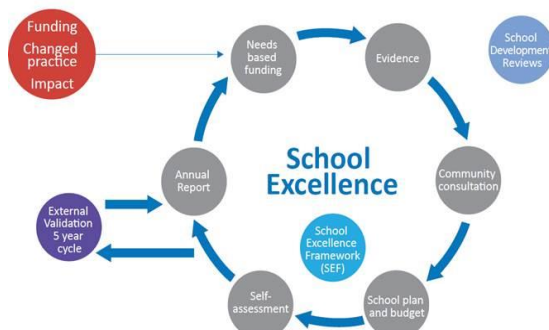 Funding
Changed
practice
Impact
Needs
based
funding
Evidence
School
Development
Reviews
Annual
Report
School
Excellence
Community
consultation
External
Validation
5 year
cycle
School
Excellence
Framework
(SEF)
Self-
assessment
School plan
and budget